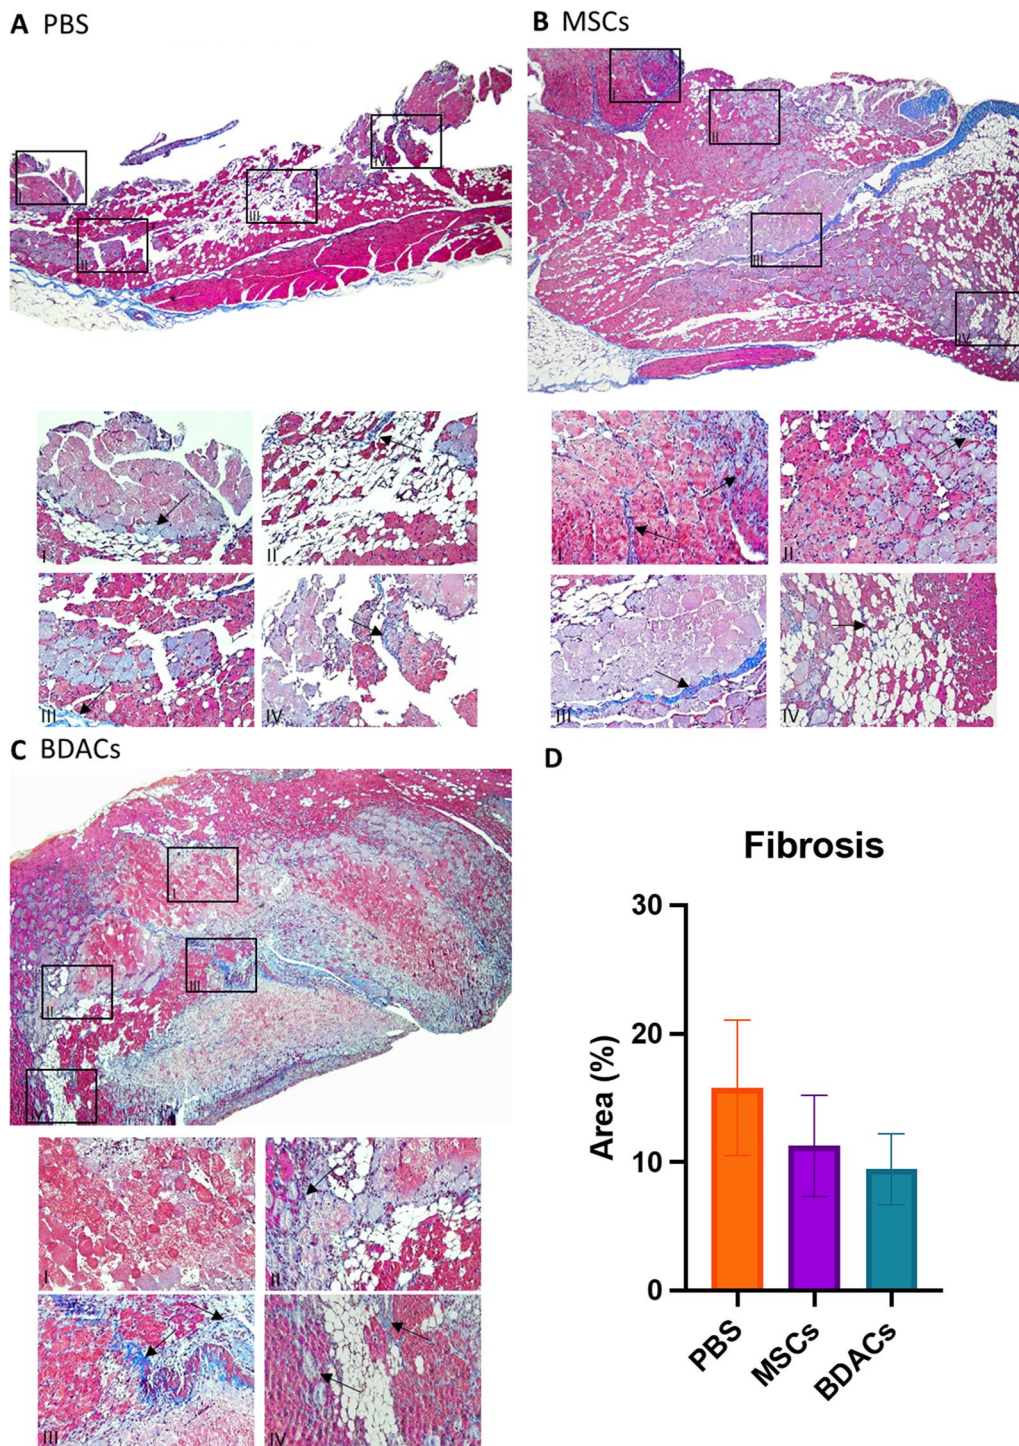 A PBS
I
II
III
IV
I
II
III
IV
B MSCs
I
II
III
IV
I
II
III
IV
C BDACs
I
II
III
IV
I
II
III
IV
D
Fibrosis
Area (%)
30
20
10
0
PBS
MSCs
BDACs